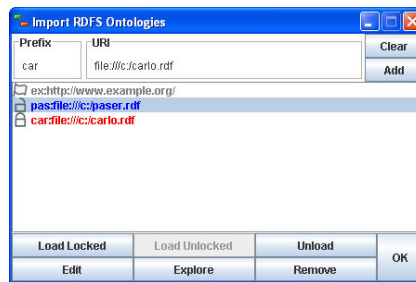 Import RDFS Ontologies
Prefix URI Clear
car file:///c:/carlo.rdf Add
ex:http://www.example.org/
pas:file:///c:/paser.rdf
car:file:///c:/carlo.rdf
Load Locked Load Unlocked Unload OK
Edit Explore Remove